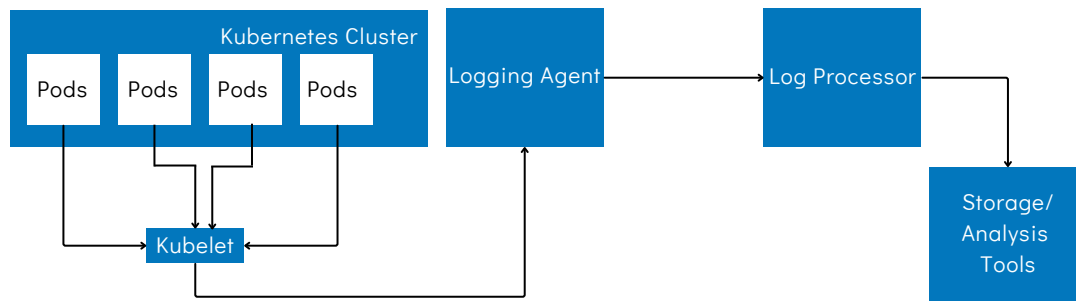 Kubernetes Cluster
Pods
Pods
Pods
Pods
Kubelet
Logging Agent
Log Processor
Storage/
Analysis
Tools